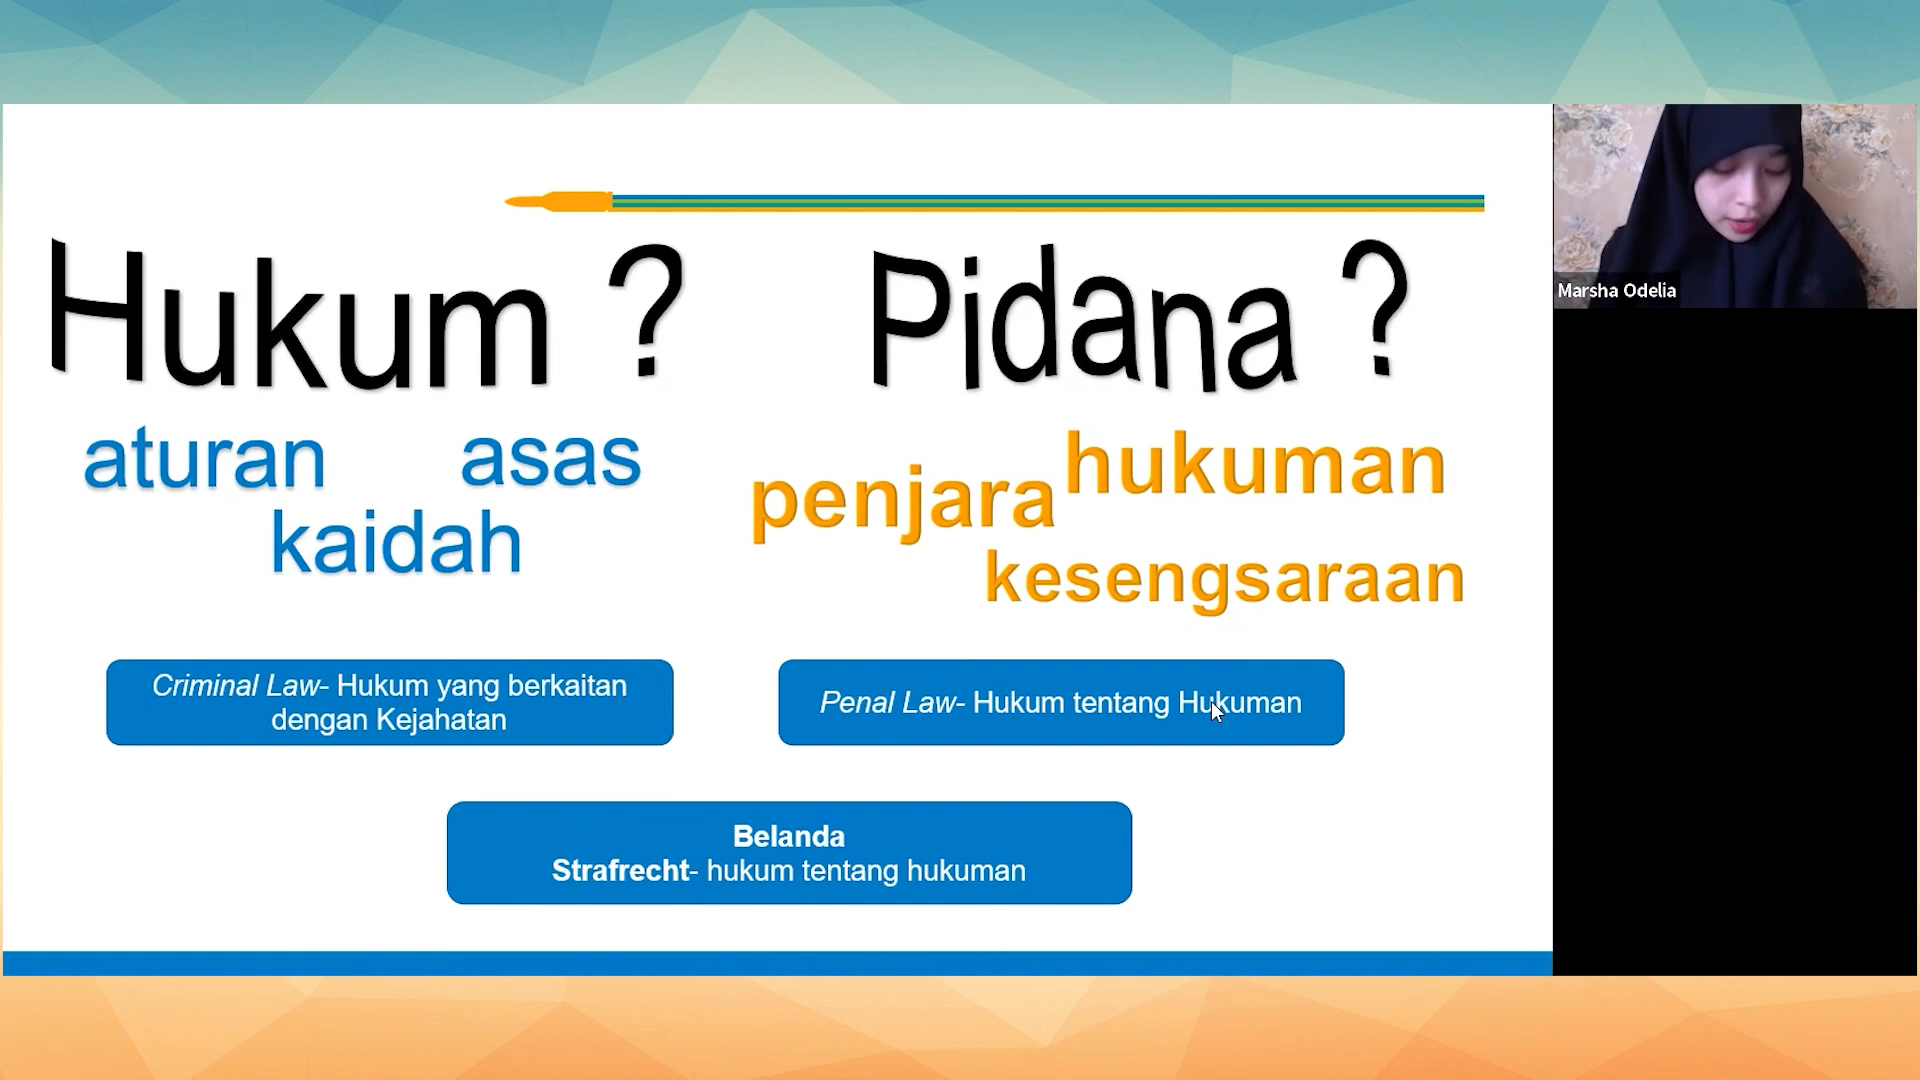 Hukum ?
Pidana ?
aturan
asas
kaidah
penjara
hukuman
kesengsaraan
Criminal Law- Hukum yang berkaitan
dengan Kejahatan
Penal Law- Hukum tentang Hukuman
Belanda
Strafrecht- hukum tentang hukuman
Marsha Odelia